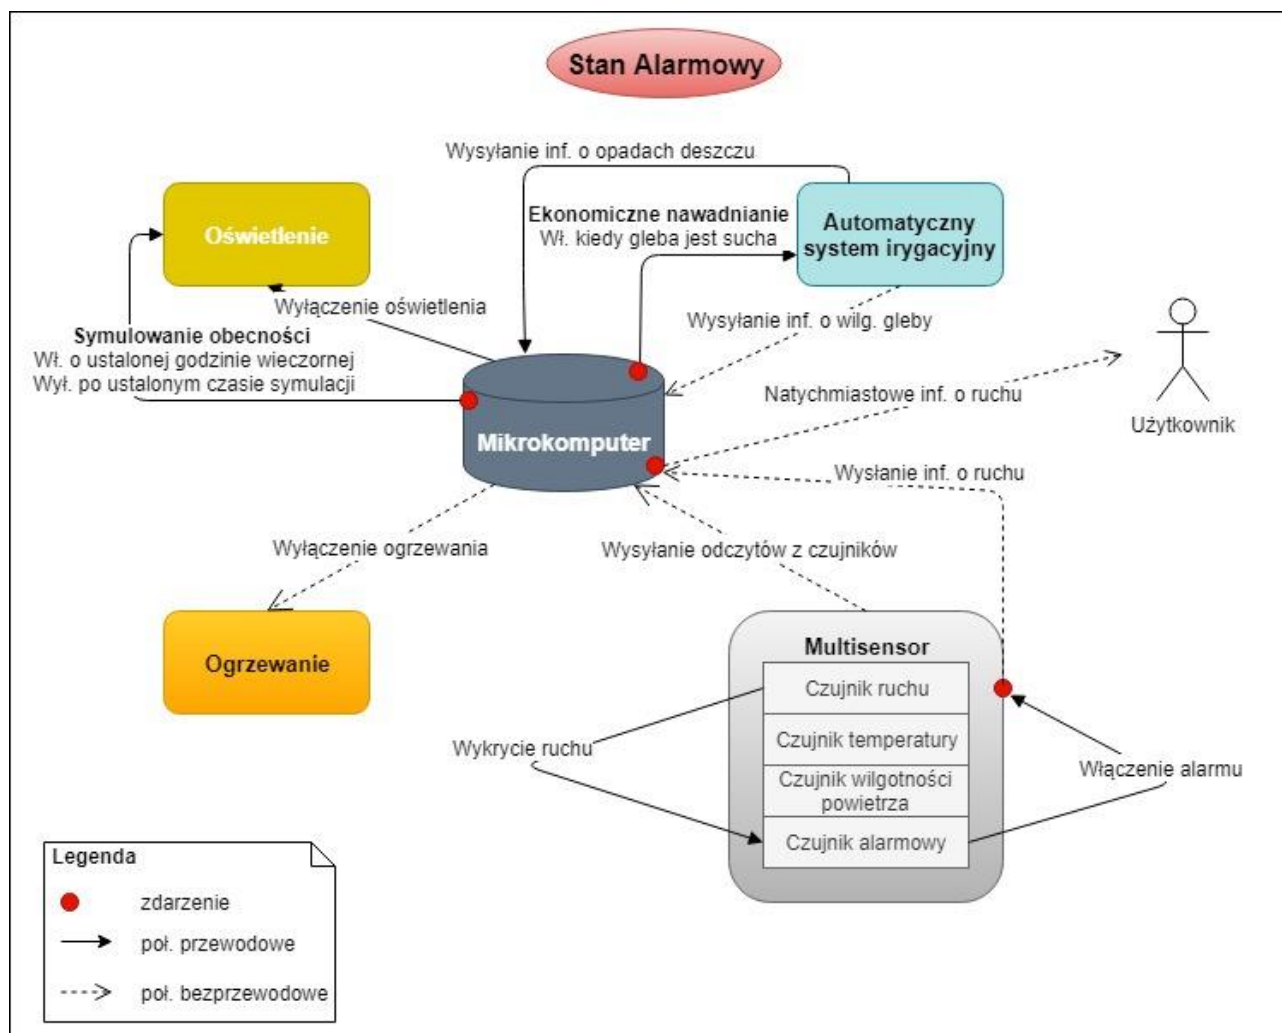 Stan Alarmowy
Wysyłanie inf. o opadach deszczu
Oświetlenie
Ekonomiczne nawadnianie
Wł. kiedy gleba jest sucha
Automatyczny
system irygacyjny
Wyłączenie oświetlenia
Symulowanie obecności
Wł. o ustalonej godzinie wieczornej
Wył. po ustalonym czasie symulacji
Wysyłanie inf. o wilg. gleby
Mikrokomputer
Natychmiastowe inf. o ruchu
Użytkownik
Wysłanie inf. o ruchu
Wyłączenie ogrzewania
Wysyłanie odczytów z czujników
Ogrzewanie
Multisensor
Czujnik ruchu
Czujnik temperatury
Czujnik wilgotności
powietrza
Czujnik alarmowy
Wykrycie ruchu
Włączenie alarmu
Legenda
zdarzenie
poł. przewodowe
poł. bezprzewodowe